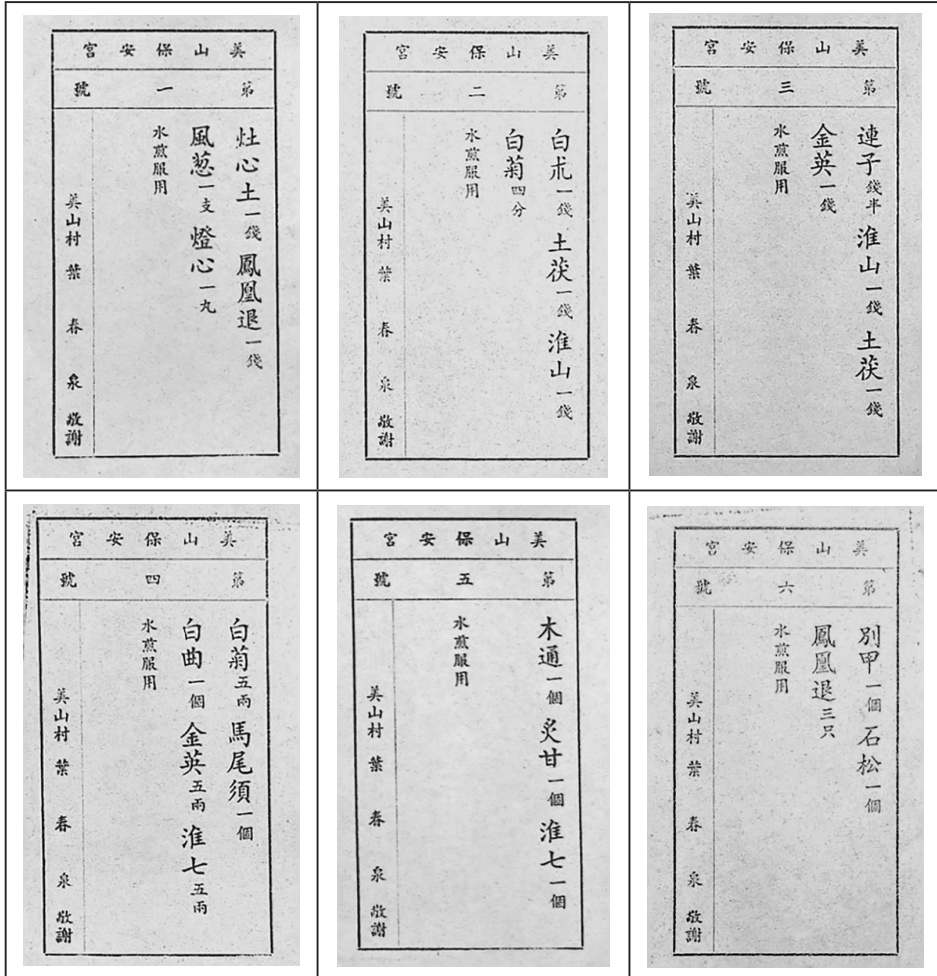 美山保安宮
第一號
灶心土一錢 鳳凰退一錢
風葱一支 燈心一丸
水煎服用
美山村 葉春泉 敬謝
美山保安宮
第二號
白朮一錢 土茯一錢 淮山一錢
白菊四分
水煎服用
美山村 葉春泉 敬謝
美山保安宮
第三號
連子錢半 淮山一錢 土茯一錢
金英一錢
水煎服用
美山村 葉春泉 敬謝
美山保安宮
第四號
白菊五兩 馬尾須一個
白曲一個 金英五兩 淮七五兩
水煎服用
美山村 葉春泉 敬謝
美山保安宮
第五號
木通一個 炙甘一個 淮七一個
水煎服用
美山村 葉春泉 敬謝
美山保安宮
第六號
別甲一個 石松一個
鳳凰退三只
水煎服用
美山村 葉春泉 敬謝